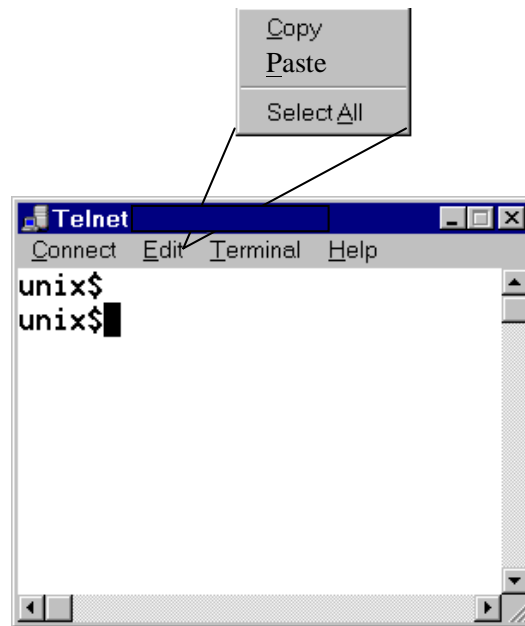 Copy
Paste
Select All
Telnet
Connect Edit Terminal Help
unix$
unix$